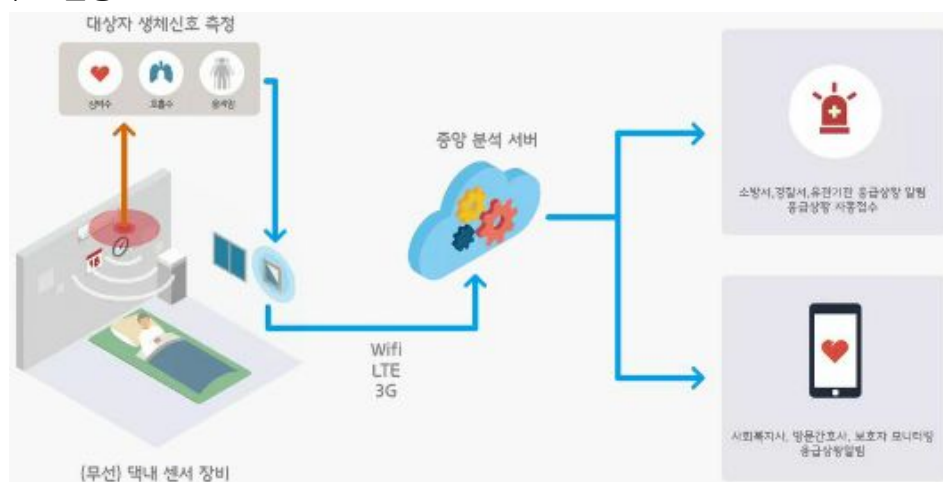 대상자 생체신호 측정
심박수
호흡수
움직임
18
중앙 분석 서버
Wifi
LTE
3G
(무선) 댁내 센서 장비
소방서,경찰서,유관기관 응급상황 알림
응급상황 자동접수
사회복지사, 방문간호사, 보호자 모니터링
응급상황알림